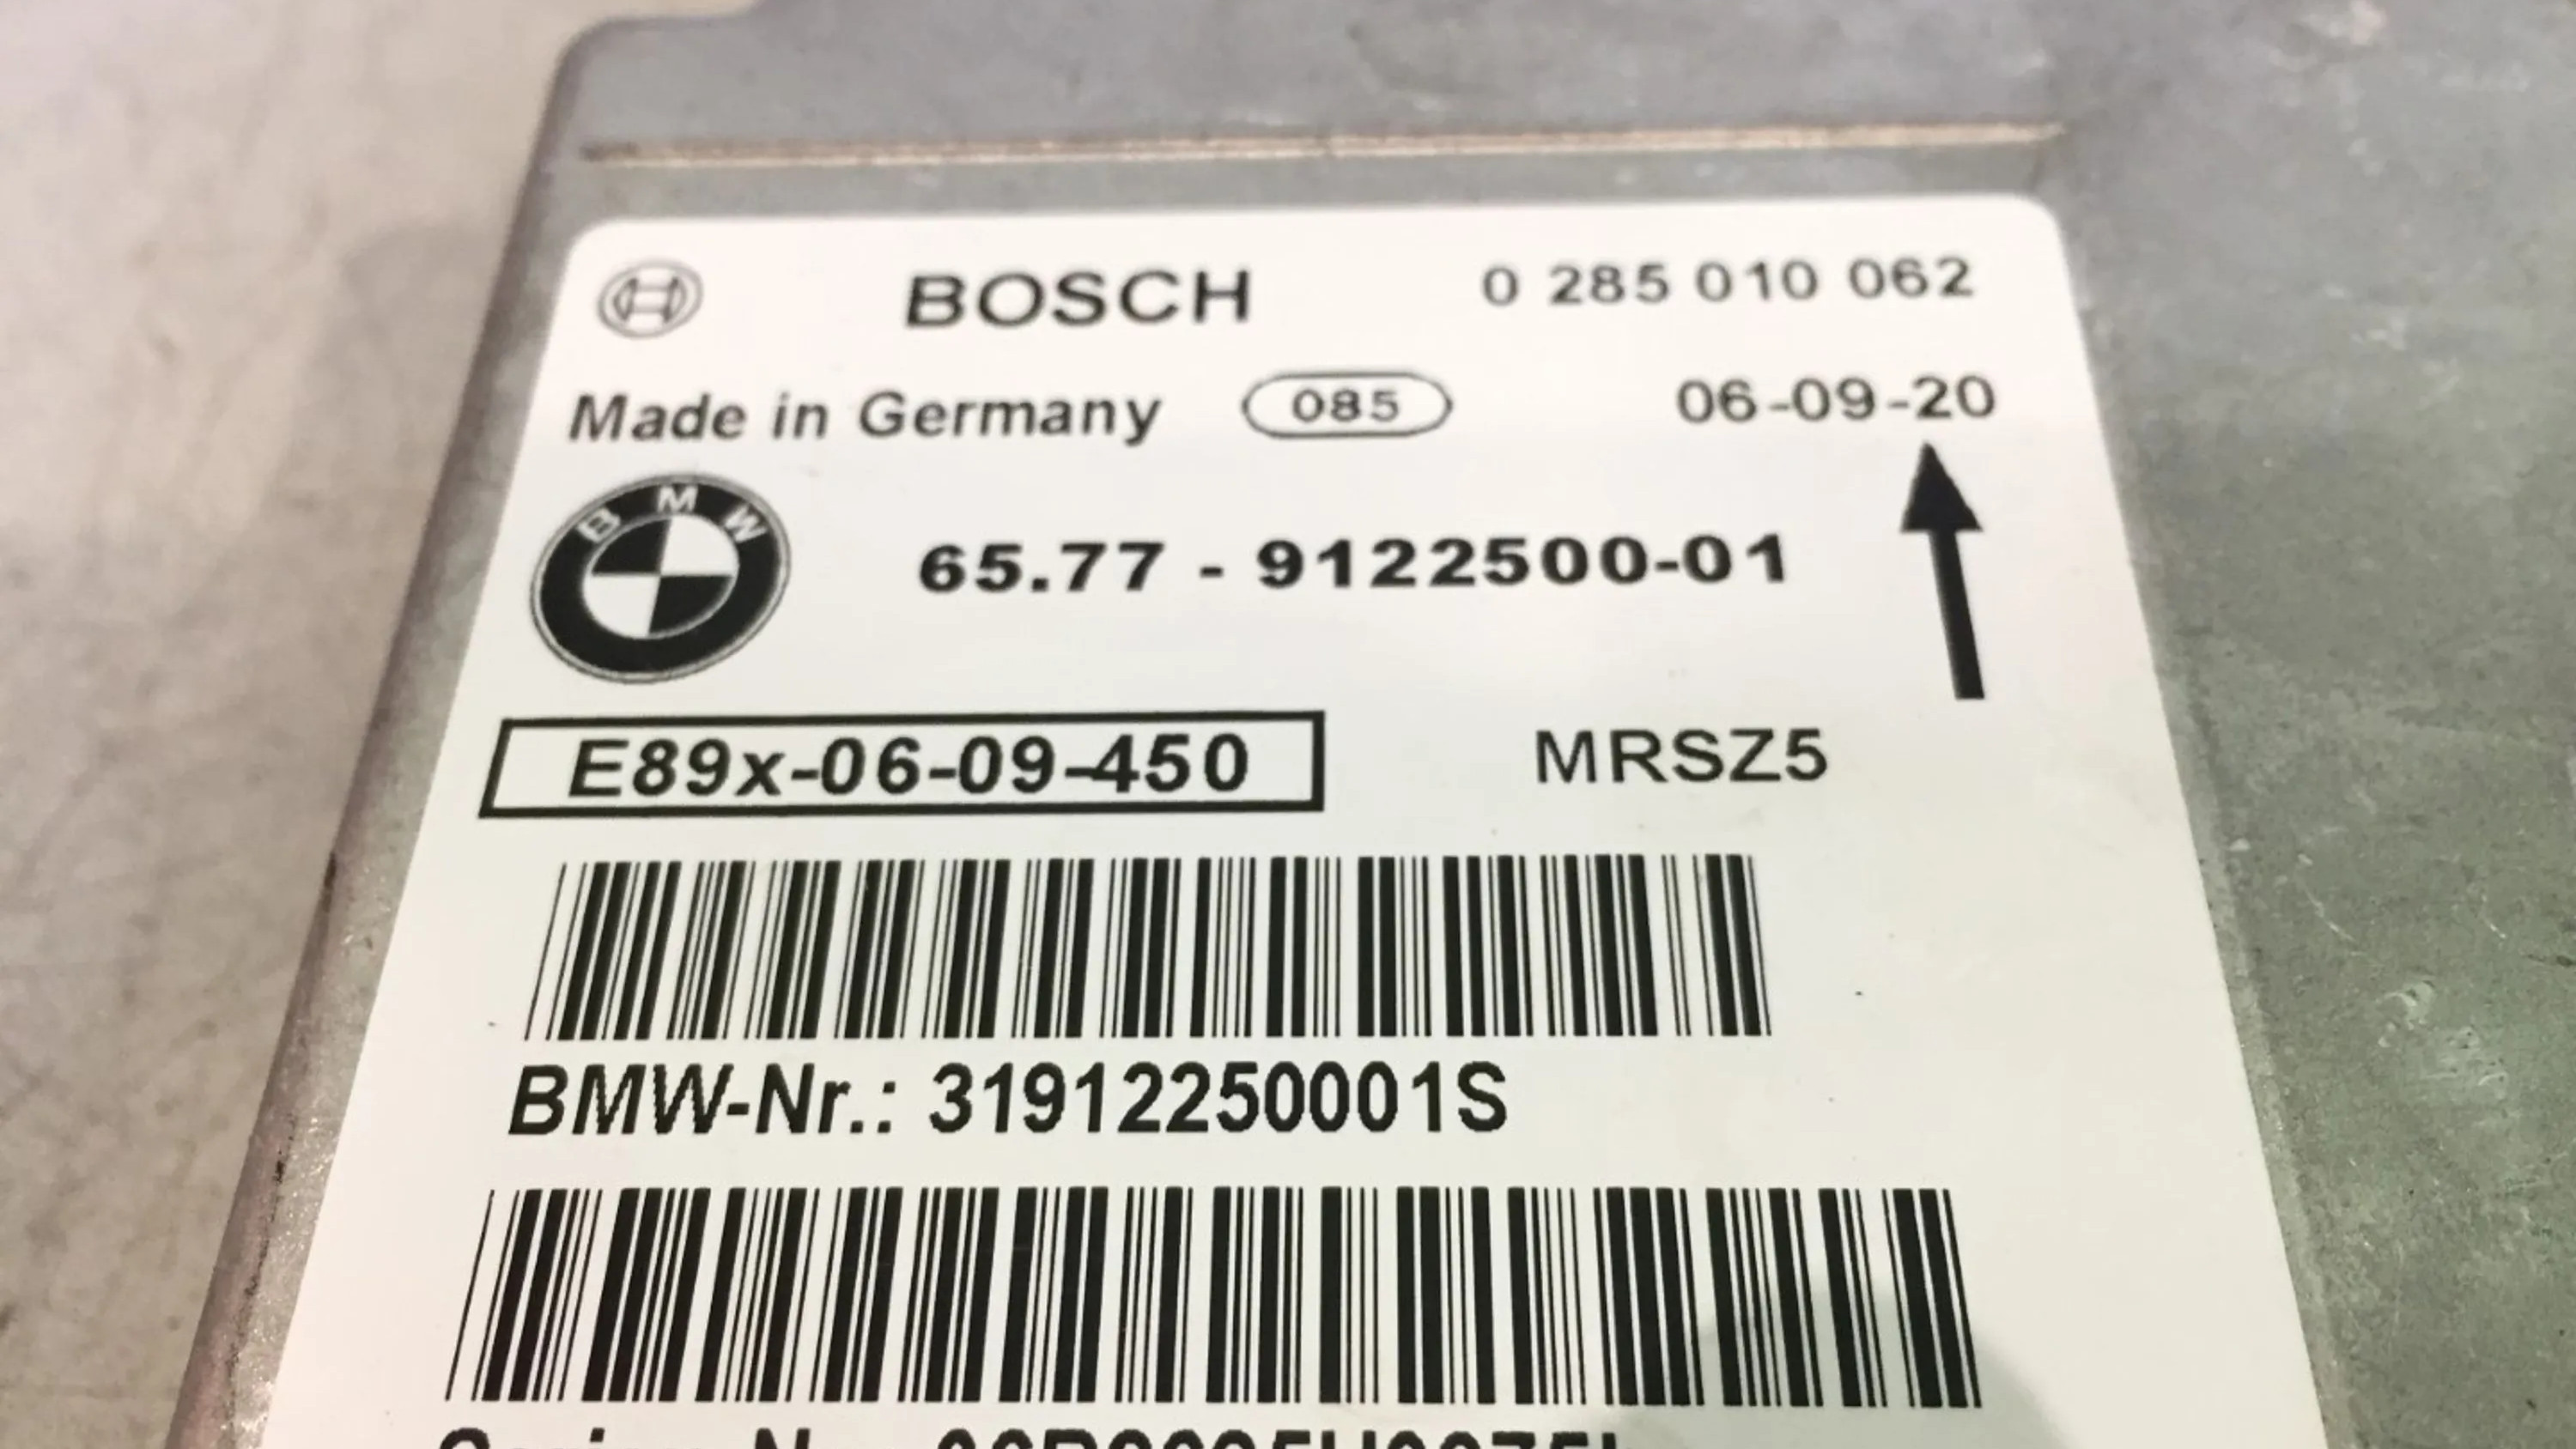 BOSCH 0 285 010 062
Made in Germany 085 06-09-20
BMW
65.77 - 9122500-01
E89x-06-09-450 MRSZ5
BMW-Nr.: 31912250001S